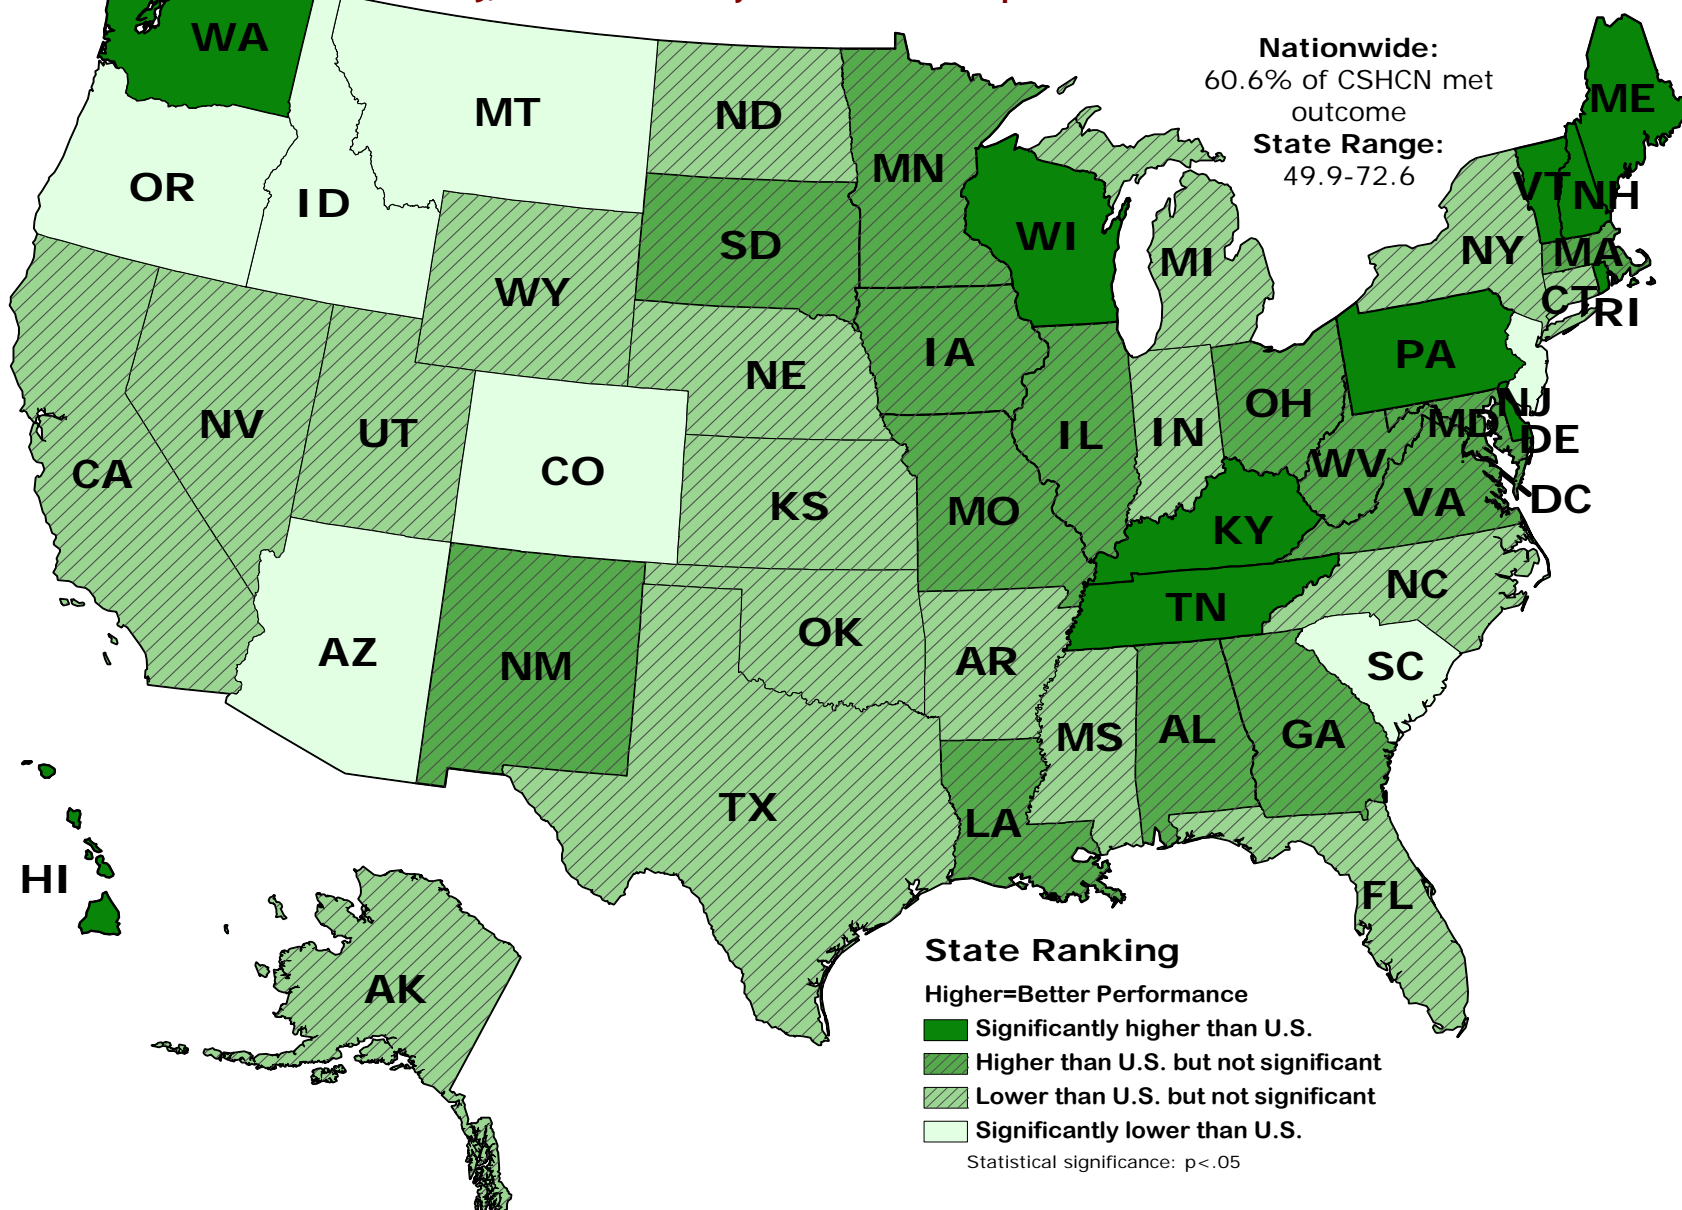 WA
Nationwide:
60.6% of CSHCN met
outcome
State Range:
49.9-72.6
ME
MT
ND
MN
OR
ID
VT
NH
SD
WI
MI
NY
MA
WY
CT
RI
IA
PA
NE
NV
UT
OH
NJ
IL
IN
MD
DE
CA
CO
WV
KS
MO
VA
DC
KY
NC
TN
OK
AZ
NM
AR
SC
MS
AL
GA
TX
LA
HI
FL
AK
State Ranking
Higher=Better Performance
Significantly higher than U.S.
Higher than U.S. but not significant
Lower than U.S. but not significant
Significantly lower than U.S.
Statistical significance: p<.05